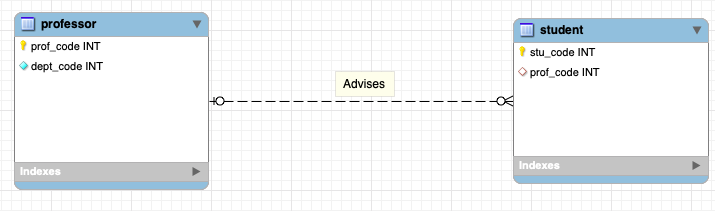 professor
prof_code INT
dept_code INT
Indexes
Advises
student
stu_code INT
prof_code INT
Indexes